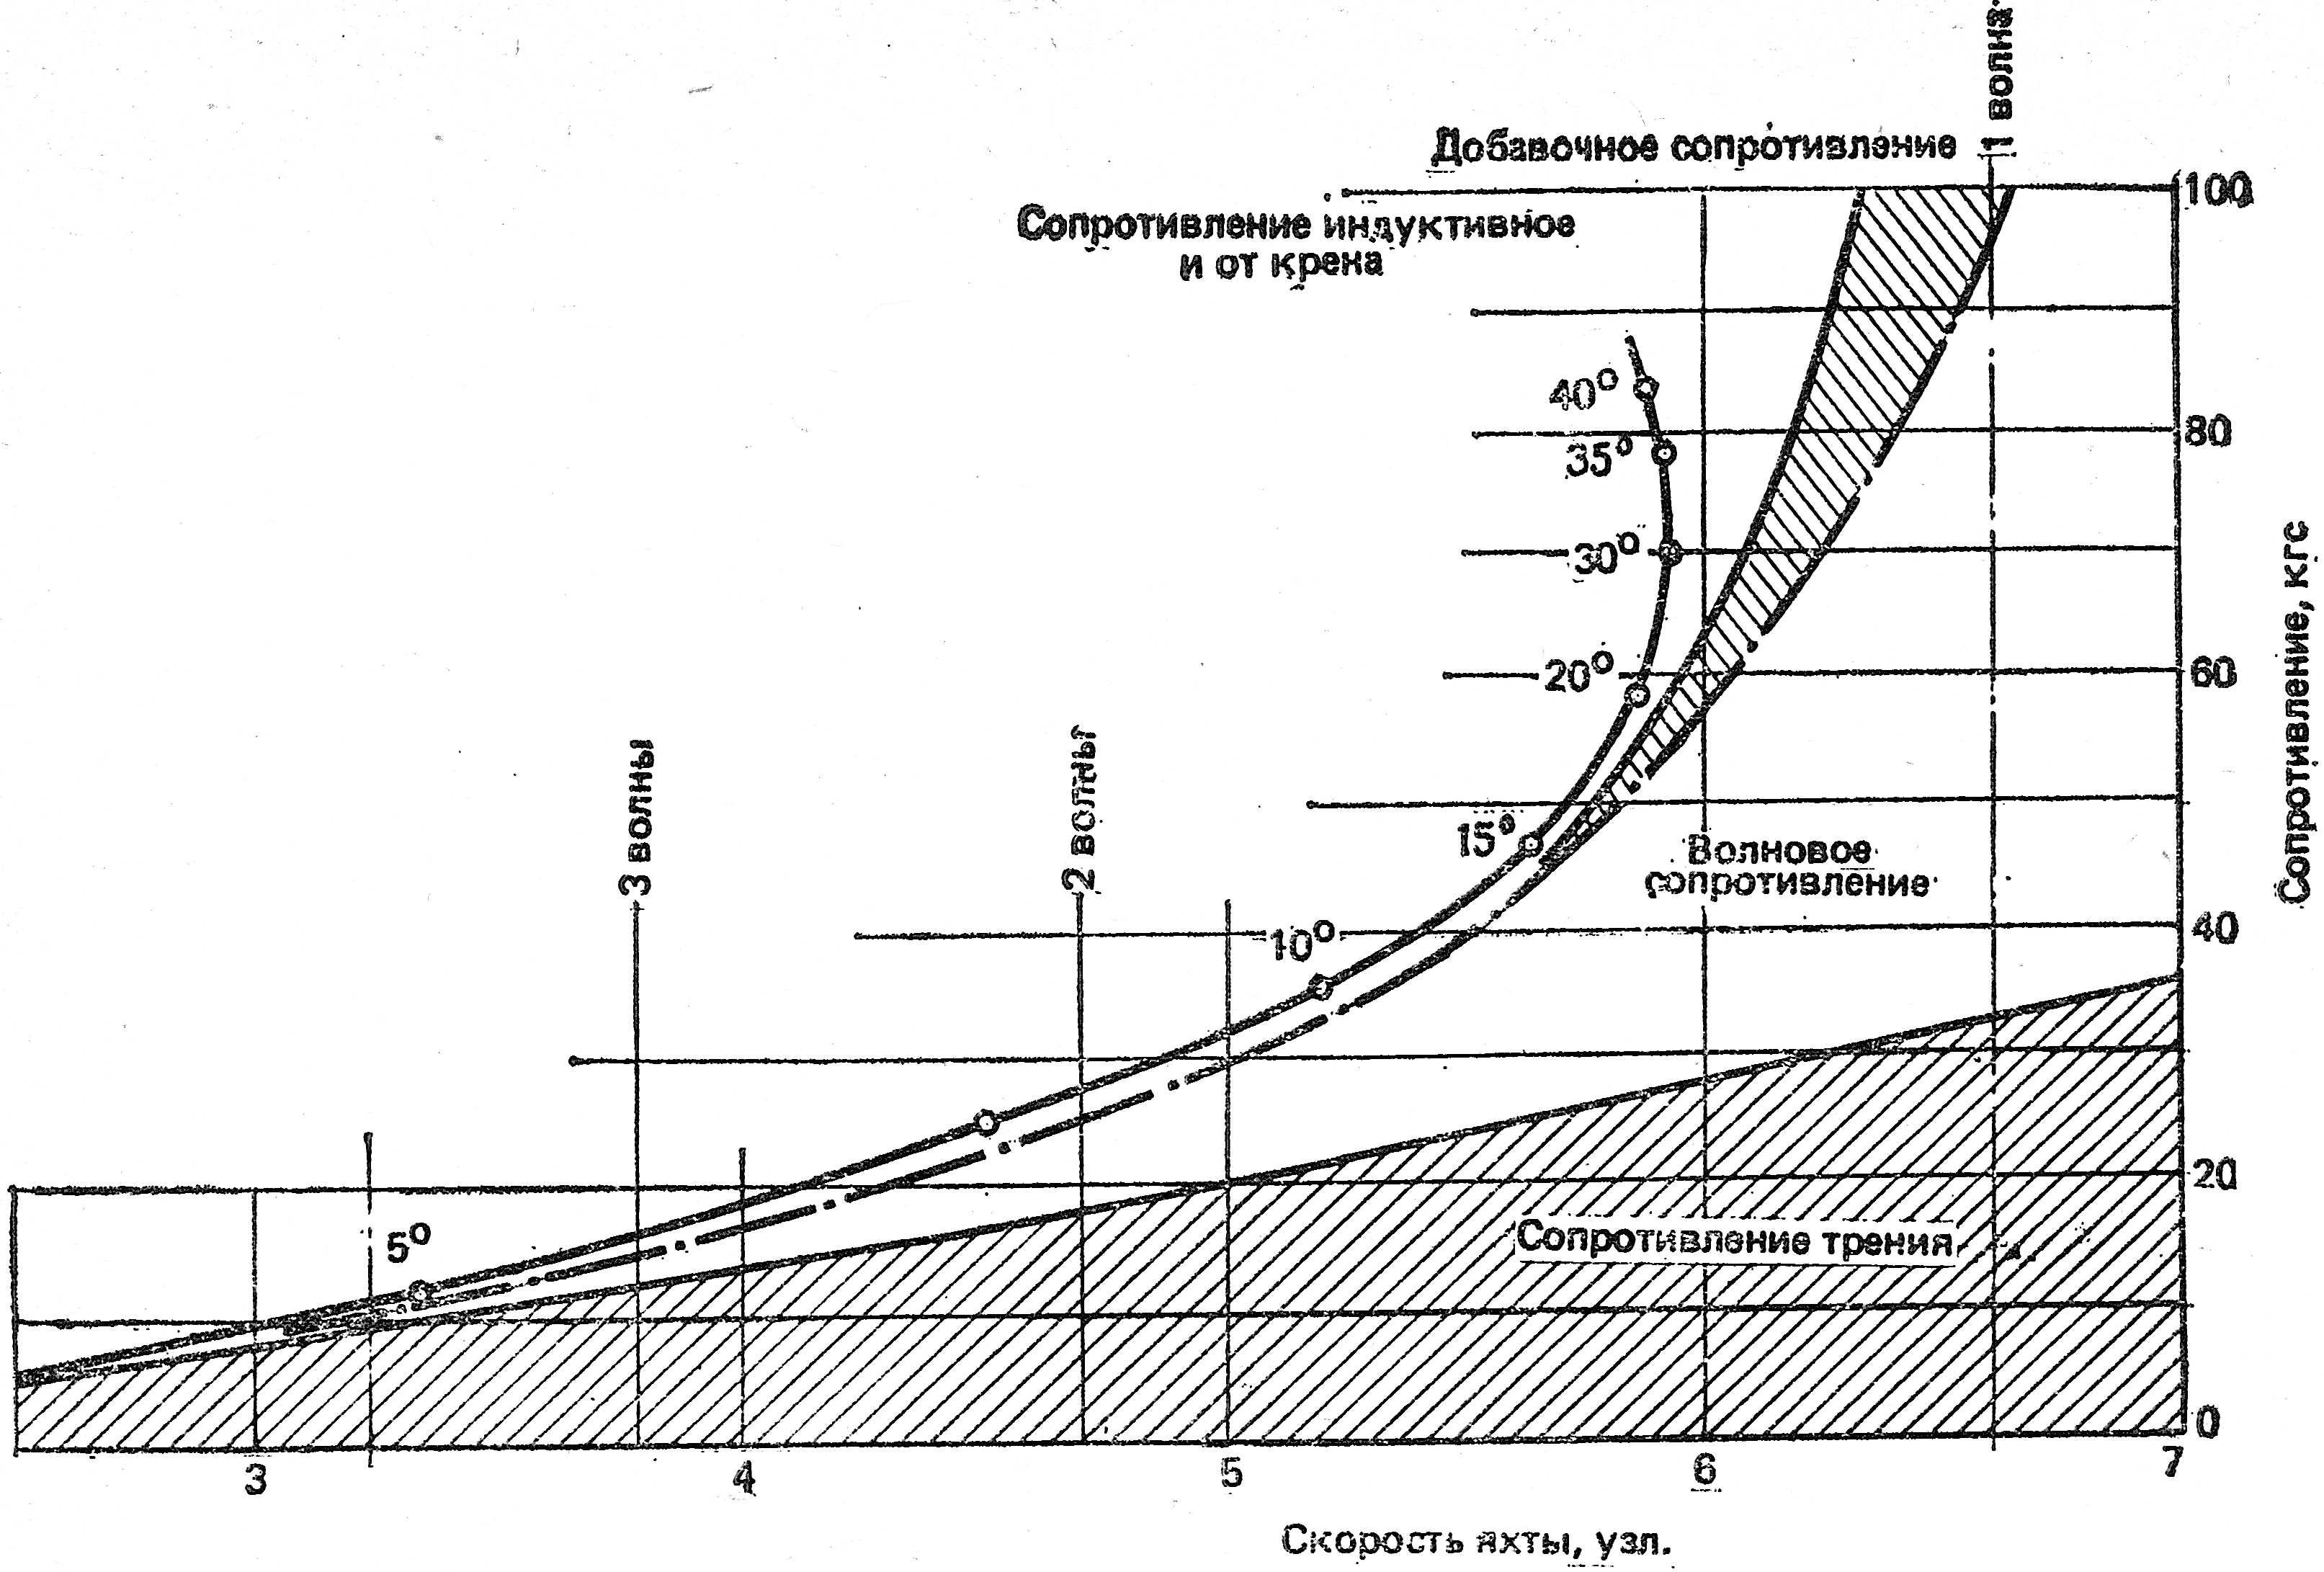 1 волна
Добавочное сопротивление
100
Сопротивление индуктивное
и от крена
40°
80
35°
30°
Сопротивление, кгс
20°
60
3 волны
2 волны
15°
Волновое
сопротивление
10°
40
20
5°
Сопротивление трения
0
3
4
5
6
7
Скорость яхты, узл.